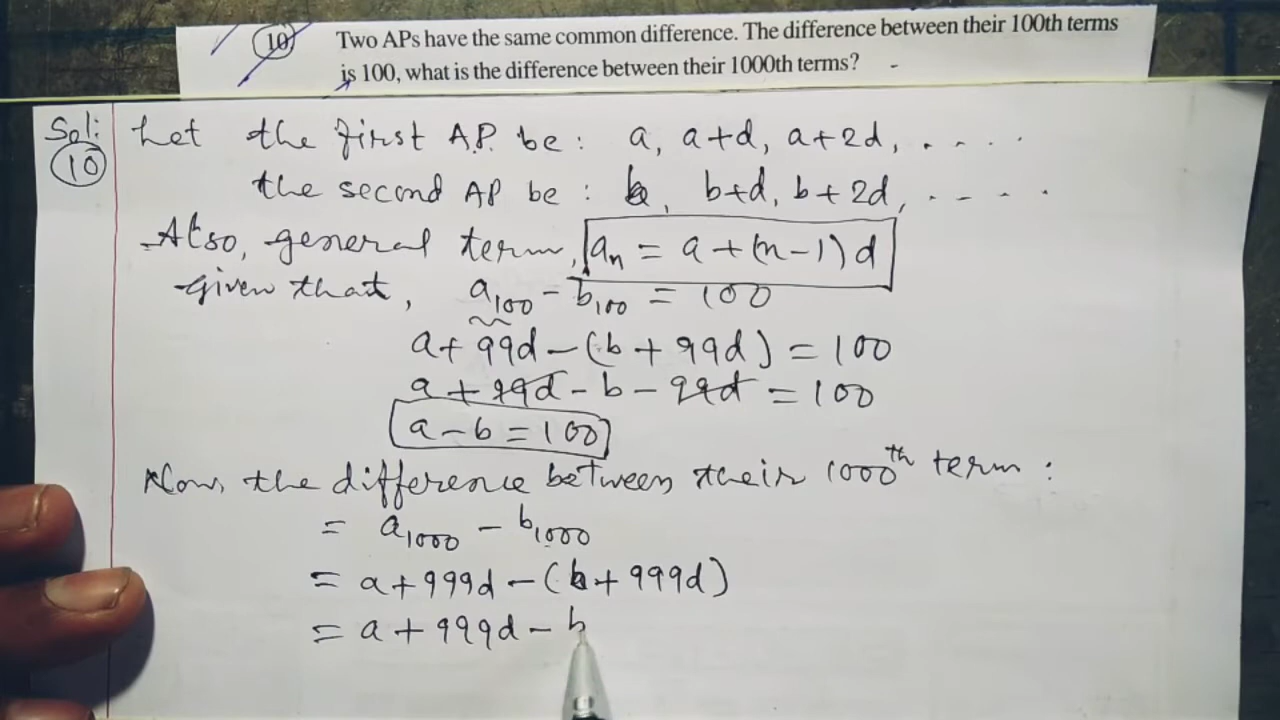 10 Two APs have the same common difference. The difference between their 100th terms
is 100, what is the difference between their 1000th terms?
Sol: Let the first A.P. be: a, a+d, a+2d, . . . .
10 the second AP be : b, b+d, b+2d, . - - .
Also, general term, an = a+(n-1)d
Given that, a100 - b100 = 100
a+99d-(b+99d) = 100
a+99d-b-99d = 100
a-b = 100
Now, the difference between their 1000th term :
= a1000 - b1000
= a+999d-(b+999d)
= a+999d-b